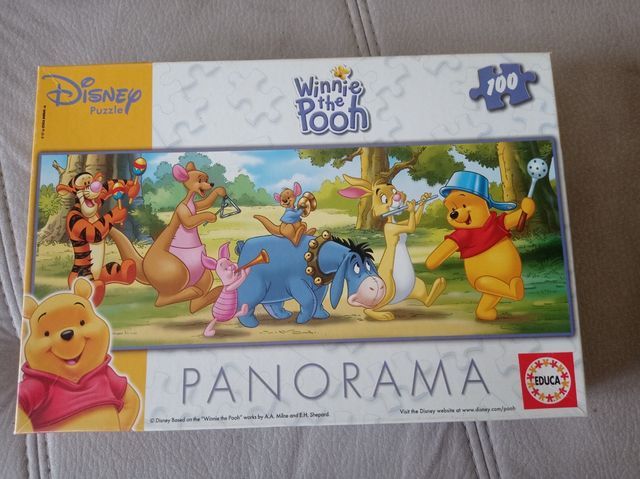 Disney
Puzzle
Winnie
the
Pooh
100
PANORAMA
EDUCA
© Disney Based on the "Winnie the Pooh" works by A.A. Milne and E.H. Shepard.
Visit the Disney website at www.disney.com/pooh